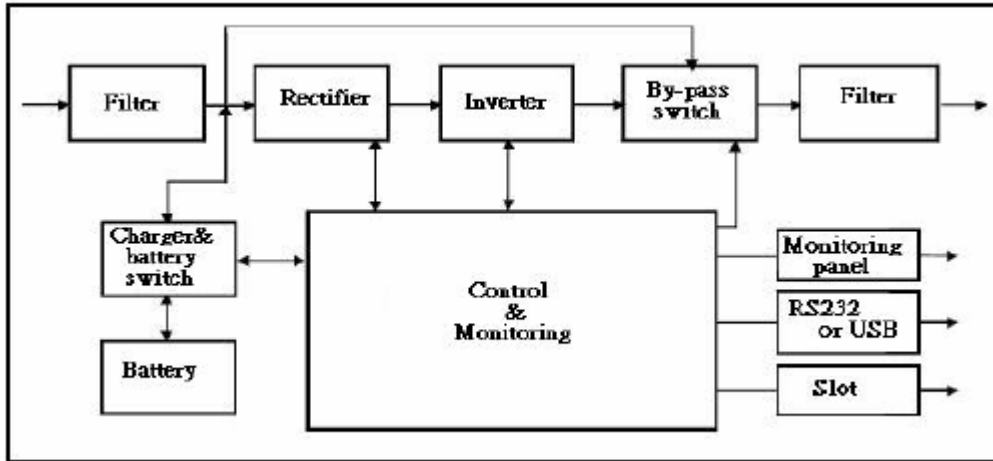 Filter
Rectifier
Inverter
By-pass
switch
Filter
Charger&
battery
switch
Control
&
Monitoring
Monitoring
panel
RS232
or USB
Battery
Slot